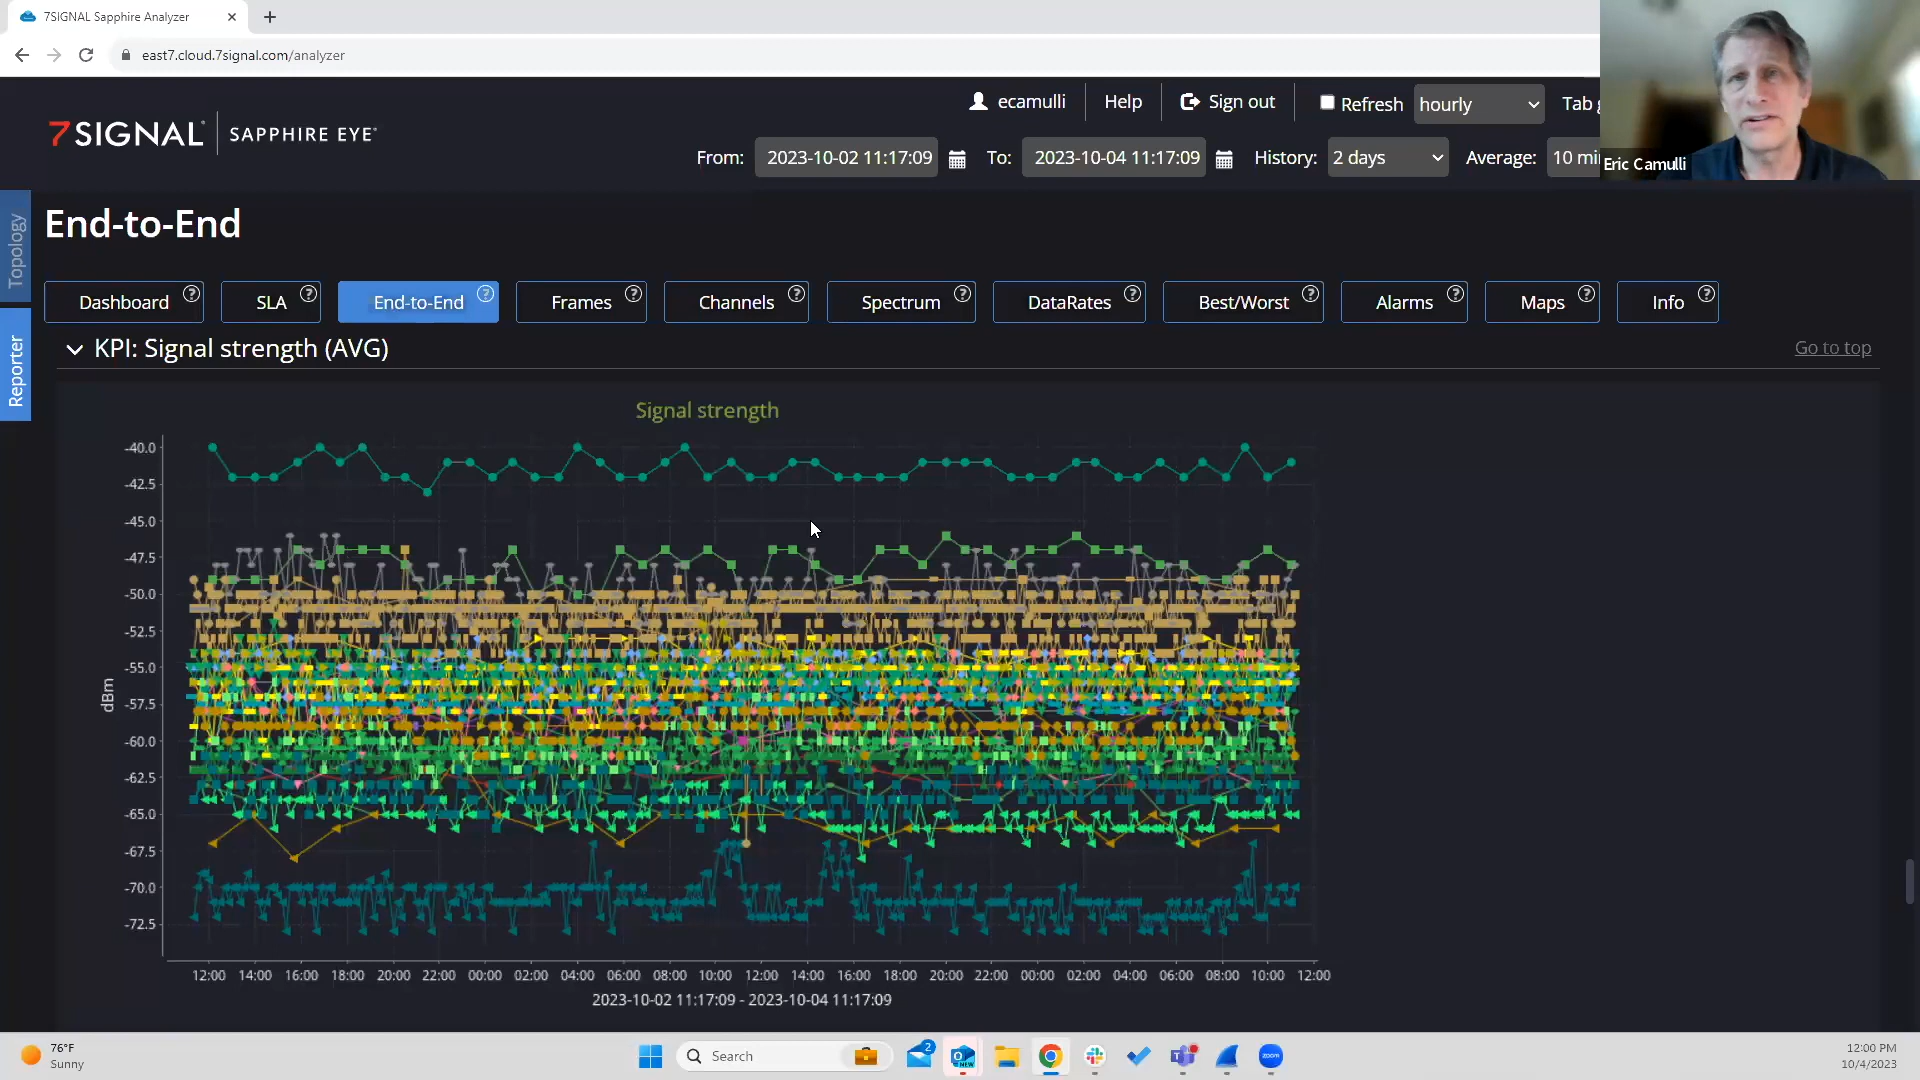 7SIGNAL Sapphire Analyzer
east7.cloud.7signal.com/analyzer
ecamulli
Help
Sign out
Refresh
hourly
Tab g
7SIGNAL
SAPPHIRE EYE
From: 2023-10-02 11:17:09
To: 2023-10-04 11:17:09
History: 2 days
Average: 10 mi
Eric Camulli
Topology
Reporter
End-to-End
Dashboard ?
SLA ?
End-to-End ?
Frames ?
Channels ?
Spectrum ?
DataRates ?
Best/Worst ?
Alarms ?
Maps ?
Info ?
KPI: Signal strength (AVG)
Go to top
Signal strength
dBm
-40.0
-42.5
-45.0
-47.5
-50.0
-52.5
-55.0
-57.5
-60.0
-62.5
-65.0
-67.5
-70.0
-72.5
12:00 14:00 16:00 18:00 20:00 22:00 00:00 02:00 04:00 06:00 08:00 10:00 12:00 14:00 16:00 18:00 20:00 22:00 00:00 02:00 04:00 06:00 08:00 10:00 12:00
2023-10-02 11:17:09 - 2023-10-04 11:17:09
76°F
Sunny
Search
2
NEW
zoom
12:00 PM
10/4/2023